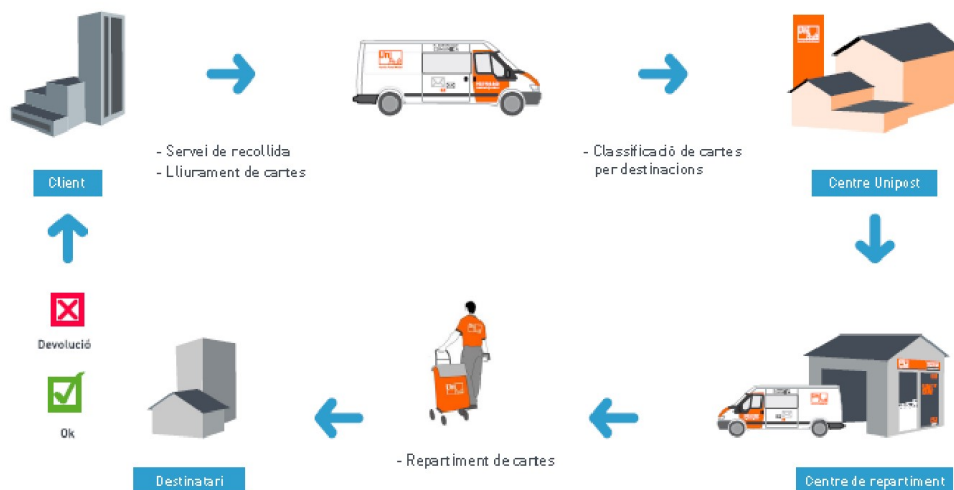 - Servei de recollida
- Lliurament de cartes
- Classificació de cartes
per destinacions
Client
Centre Unipost
Devolució
Ok
- Repartiment de cartes
Destinatari
Centre de repartiment